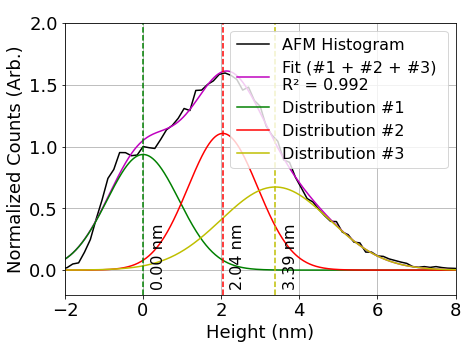 2.0
1.5
1.0
0.5
0.0
Normalized Counts (Arb.)
AFM Histogram
Fit (#1 + #2 + #3)
R² = 0.992
Distribution #1
Distribution #2
Distribution #3
0.00 nm
2.04 nm
3.39 nm
−2 0 2 4 6 8
Height (nm)